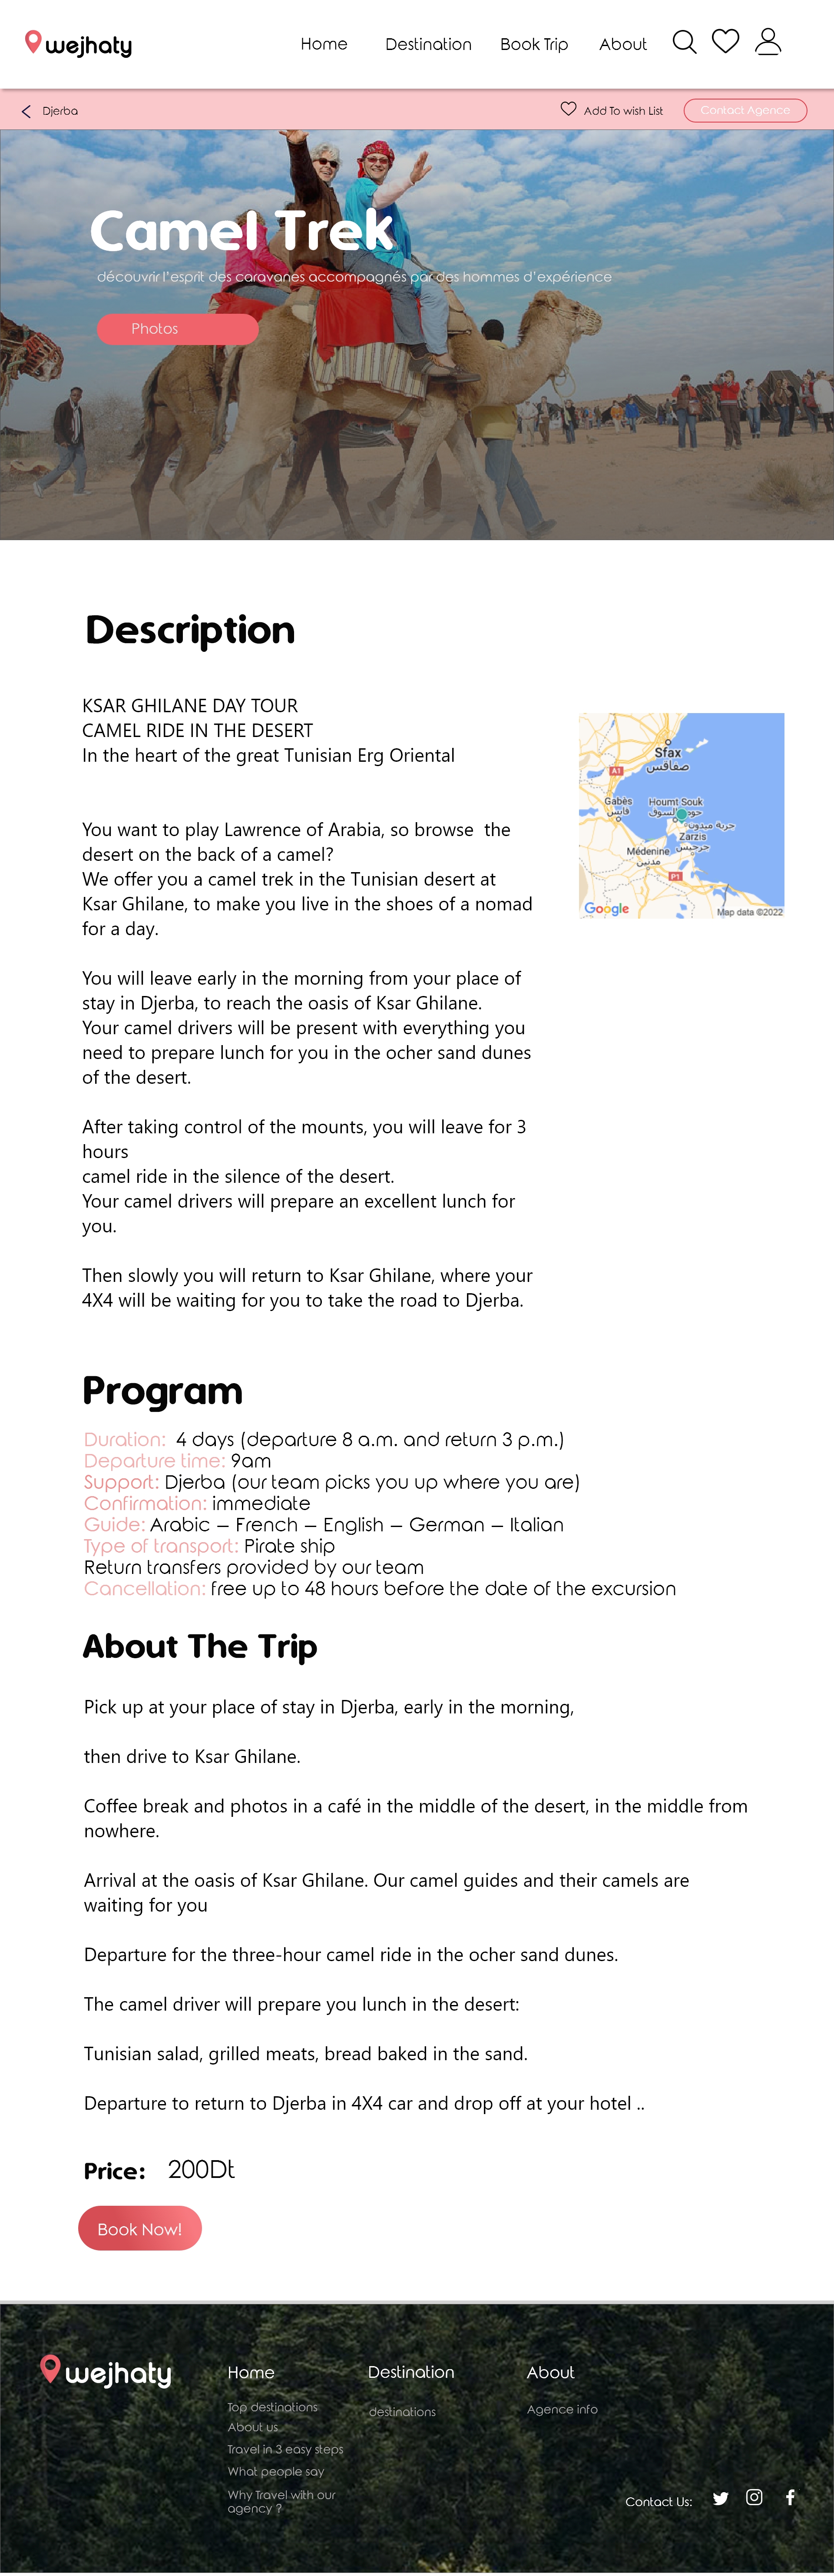 wejhaty
Home Destination Book Trip About
Djerba
Add To wish List
Contact Agence
Camel Trek
découvrir l'esprit des caravanes accompagnés par des hommes d'expérience
Photos
Description
KSAR GHILANE DAY TOUR
CAMEL RIDE IN THE DESERT
In the heart of the great Tunisian Erg Oriental
You want to play Lawrence of Arabia, so browse the
desert on the back of a camel?
We offer you a camel trek in the Tunisian desert at
Ksar Ghilane, to make you live in the shoes of a nomad
for a day.
You will leave early in the morning from your place of
stay in Djerba, to reach the oasis of Ksar Ghilane.
Your camel drivers will be present with everything you
need to prepare lunch for you in the ocher sand dunes
of the desert.
After taking control of the mounts, you will leave for 3
hours
camel ride in the silence of the desert.
Your camel drivers will prepare an excellent lunch for
you.
Then slowly you will return to Ksar Ghilane, where your
4X4 will be waiting for you to take the road to Djerba.
Sfax
صفاقس
A1
Gabès
قابس
Houmt Souk
حومة السوق
جربة ميدون
Zarzis
جرجيس
Médenine
مدنين
P1
Google
Map data ©2022
Program
Duration: 4 days (departure 8 a.m. and return 3 p.m.)
Departure time: 9am
Support: Djerba (our team picks you up where you are)
Confirmation: immediate
Guide: Arabic – French – English – German – Italian
Type of transport: Pirate ship
Return transfers provided by our team
Cancellation: free up to 48 hours before the date of the excursion
About The Trip
Pick up at your place of stay in Djerba, early in the morning,
then drive to Ksar Ghilane.
Coffee break and photos in a café in the middle of the desert, in the middle from
nowhere.
Arrival at the oasis of Ksar Ghilane. Our camel guides and their camels are
waiting for you
Departure for the three-hour camel ride in the ocher sand dunes.
The camel driver will prepare you lunch in the desert:
Tunisian salad, grilled meats, bread baked in the sand.
Departure to return to Djerba in 4X4 car and drop off at your hotel ..
Price: 200Dt
Book Now!
wejhaty
Home
Top destinations
About us
Travel in 3 easy steps
What people say
Why Travel with our
agency ?
Destination
destinations
About
Agence info
Contact Us: